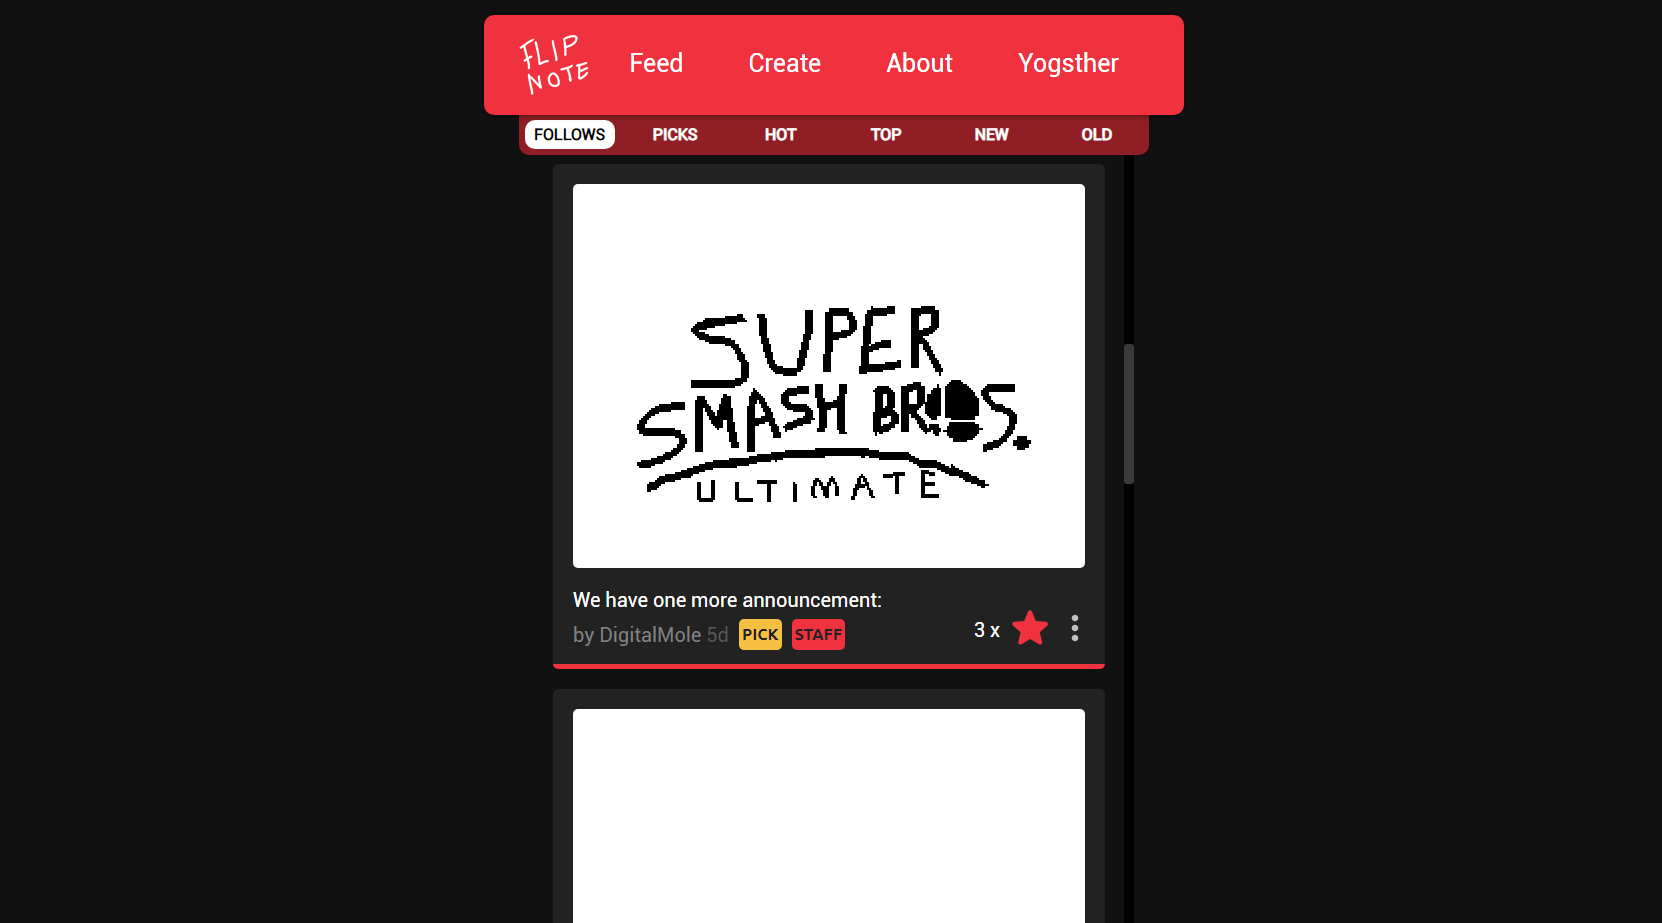 FLIP
NOTE
Feed Create About Yogsther
FOLLOWS PICKS HOT TOP NEW OLD
SUPER
SMASH BROS.
ULTIMATE
We have one more announcement:
by DigitalMole 5d PICK STAFF
3 x